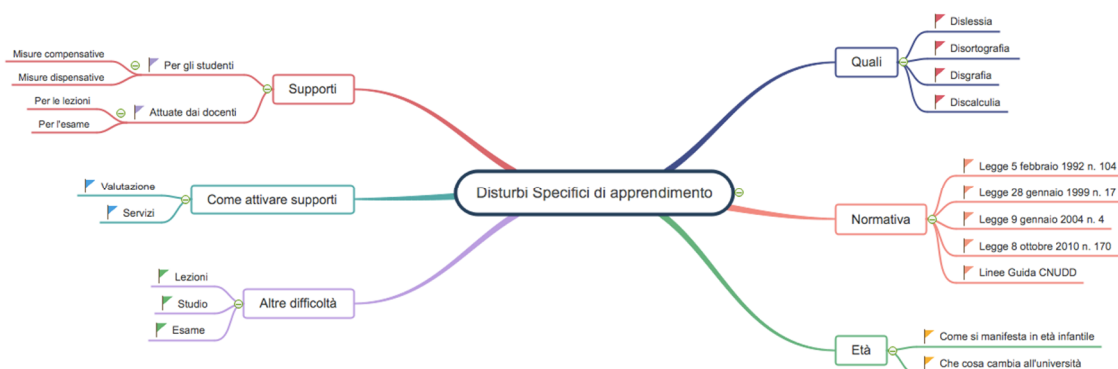 Disturbi Specifici di apprendimento
Quali
Dislessia
Disortografia
Disgrafia
Discalculia
Normativa
Legge 5 febbraio 1992 n. 104
Legge 28 gennaio 1999 n. 17
Legge 9 gennaio 2004 n. 4
Legge 8 ottobre 2010 n. 170
Linee Guida CNUDD
Età
Come si manifesta in età infantile
Che cosa cambia all'università
Supporti
Per gli studenti
Misure compensative
Misure dispensative
Attuate dai docenti
Per le lezioni
Per l'esame
Come attivare supporti
Valutazione
Servizi
Altre difficoltà
Lezioni
Studio
Esame